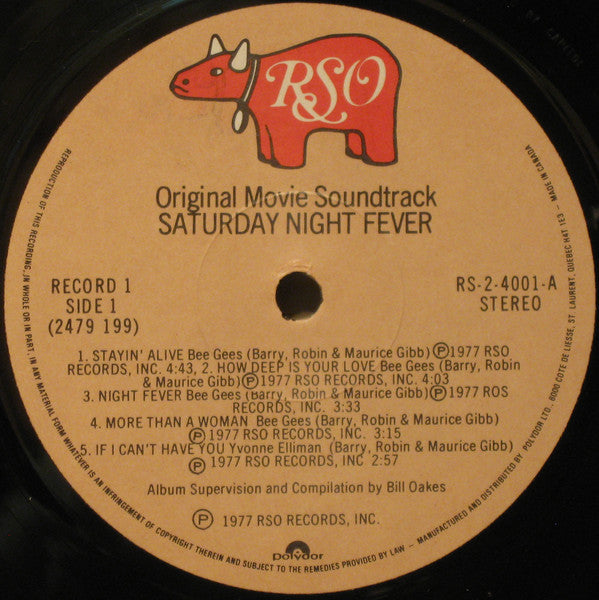 RSO
Original Movie Soundtrack
SATURDAY NIGHT FEVER
RECORD 1
SIDE 1
(2479 199)
RS-2-4001-A
STEREO
1. STAYIN' ALIVE Bee Gees (Barry, Robin & Maurice Gibb) Ⓟ1977 RSO
RECORDS, INC. 4:43, 2. HOW DEEP IS YOUR LOVE Bee Gees (Barry, Robin
& Maurice Gibb)Ⓟ1977 RSO RECORDS, INC. 4:03
3. NIGHT FEVER Bee Gees (Barry, Robin & Maurice Gibb)Ⓟ1977 ROS
RECORDS, INC. 3:33
4. MORE THAN A WOMAN Bee Gees (Barry, Robin & Maurice Gibb)
Ⓟ 1977 RSO RECORDS, INC. 3:15
5. IF I CAN'T HAVE YOU Yvonne Elliman (Barry, Robin & Maurice Gibb)
Ⓟ 1977 RSO RECORDS, INC 2:57
Album Supervision and Compilation by Bill Oakes
Ⓟ 1977 RSO RECORDS, INC.
polydor
REPRODUCTION OF THIS RECORDING, IN WHOLE OR IN PART, IN ANY MATERIAL FORM WHATEVER IS AN INFRINGEMENT OF COPYRIGHT THEREIN AND SUBJECT TO THE REMEDIES PROVIDED BY LAW – MANUFACTURED AND DISTRIBUTED BY POLYDOR LTD., 6000 COTE DE LIESSE, ST. LAURENT, QUEBEC H4T 1E3 – MADE IN CANADA